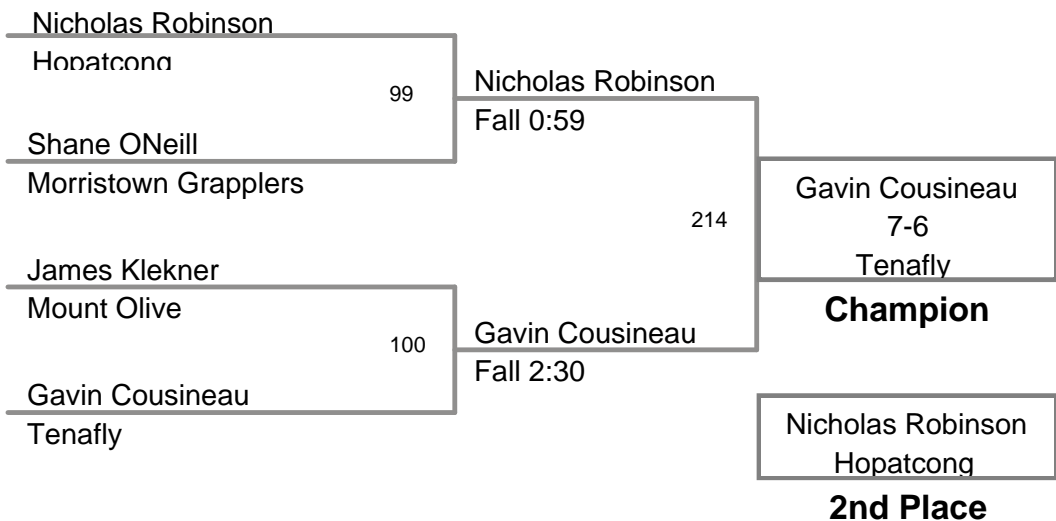 Nicholas Robinson
Hopatcong
99
Shane ONeill
Morristown Grapplers
Nicholas Robinson
Fall 0:59
James Klekner
Mount Olive
100
Gavin Cousineau
Tenafly
Gavin Cousineau
Fall 2:30
214
Gavin Cousineau
7-6
Tenafly
Champion
Nicholas Robinson
Hopatcong
2nd Place